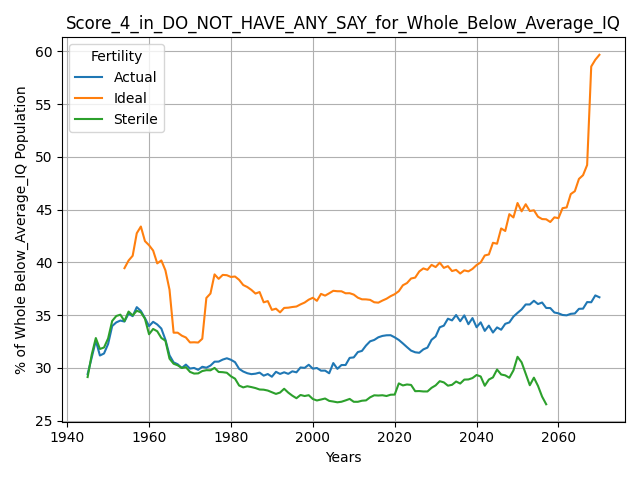 Score_4_in_DO_NOT_HAVE_ANY_SAY_for_Whole_Below_Average_IQ
60
55
50
45
40
35
30
25
% of Whole Below_Average_IQ Population
Fertility
Actual
Ideal
Sterile
1940
1960
1980
2000
2020
2040
2060
Years